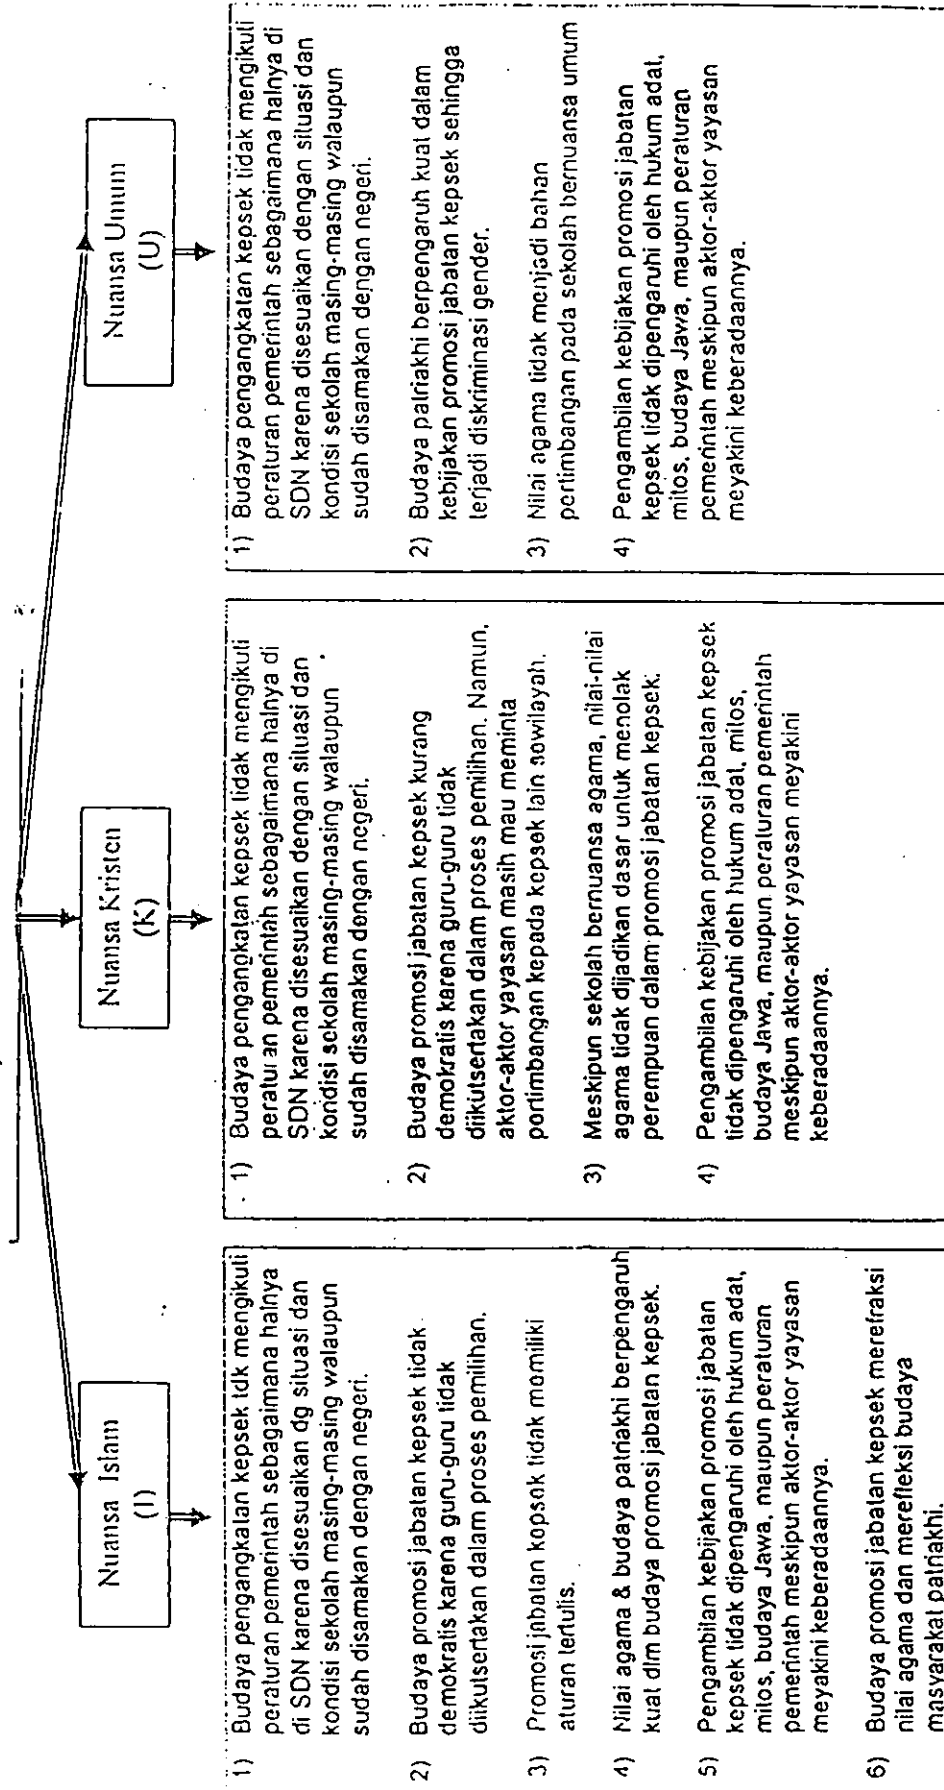 Nuansa Islam
(I)
1) Budaya pengangkalan kepsek tdk mengikuti
peraturan pemerintah sebagaimana halnya
di SDN karena disesuaikan dg situasi dan
kondisi sekolah masing-masing walaupun
sudah disamakan dengan negeri.
2) Budaya promosi jabatan kepsek tidak
demokratis karena guru-guru tidak
diikutsertakan dalam proses pemilihan.
3) Promosi jabatan kopsok tidak momiliki
aturan tertulis.
4) Nilai agama & budaya patriakhi berpengaruh
kuat dlm budaya promosi jabatan kepsek.
5) Pengambilan kebijakan promosi jabatan
kepsek tidak dipengaruhi oleh hukum adat,
mitos, budaya Jawa, maupun peraturan
pemerintah meskipun aktor-aktor yayasan
meyakini keberadaannya.
6) Budaya promosi jabatan kepsek merefraksi
nilai agama dan merefleksi budaya
masyarakat patriakhi.
Nuansa Kristen
(K)
1) Budaya pengangkatan kepsek tidak mengikuti
peraturan pemerintah sebagaimana halnya di
SDN karena disesuaikan dengan situasi dan
kondisi sekolah masing-masing walaupun
sudah disamakan dongan negeri.
2) Budaya promosi jabatan kepsek kurang
demokratis karena guru-guru tidak
diikutsertakan dalam proses pemilihan. Namun,
aktor-aktor yayasan masih mau meminta
portimbangan kepada kepsek lain sowilayah.
3) Meskipun sekolah bernuansa agama, nilai-nilai
agama tidak dijadikan dasar untuk menolak
perempuan dalam promosi jabatan kepsek.
4) Pengambilan kebijakan promosi jabatan kepsek
tidak dipengaruhi oleh hukum adat, mitos,
budaya Jawa, maupun peraturan pemerintah
meskipun aktor-aktor yayasan meyakini
keberadaannya.
Nuansa Umum
(U)
1) Budaya pengangkatan kepsek tidak mengikuti
peraturan pemerintah sebagaimana halnya di
SDN karena disesuaikan dengan situasi dan
kondisi sekolah masing-masing walaupun
sudah disamakan dengan negeri.
2) Budaya patriakhi berpengaruh kuat dalam
kebijakan promosi jabatan kepsek sehingga
terjadi diskriminasi gender.
3) Nilai agama tidak menjadi bahan
pertimbangan pada sekolah bernuansa umum
4) Pengambilan kebijakan promosi jabatan
kepsek tidak dipengaruhi oleh hukum adat,
mitos, budaya Jawa, maupun peraturan
pemerintah meskipun aktor-aktor yayasan
meyakini keberadaannya.